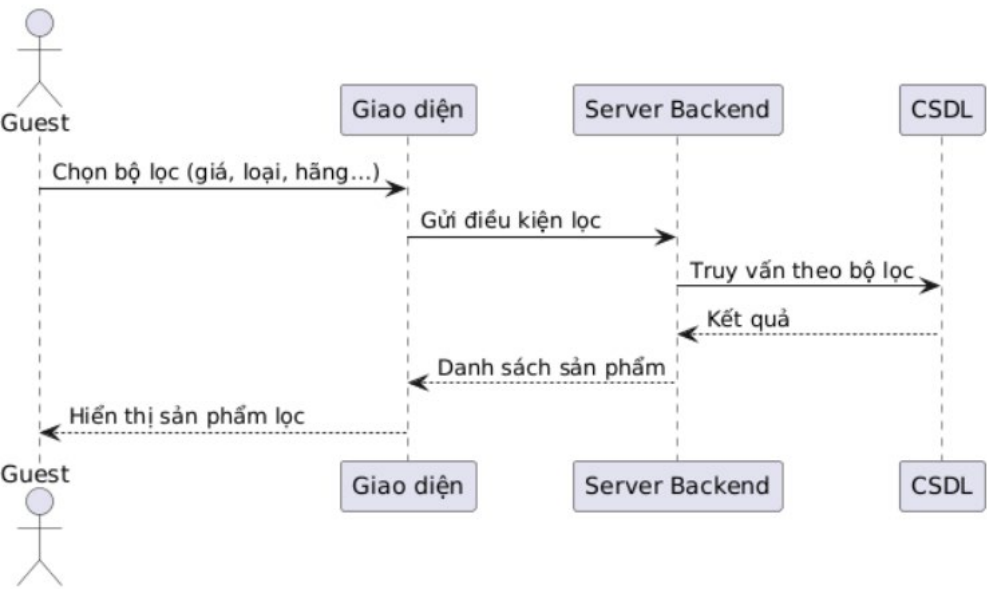 Guest
Giao diện
Server Backend
CSDL
Chọn bộ lọc (giá, loại, hãng...)
Gửi điều kiện lọc
Truy vấn theo bộ lọc
Kết quả
Danh sách sản phẩm
Hiển thị sản phẩm lọc
Guest
Giao diện
Server Backend
CSDL